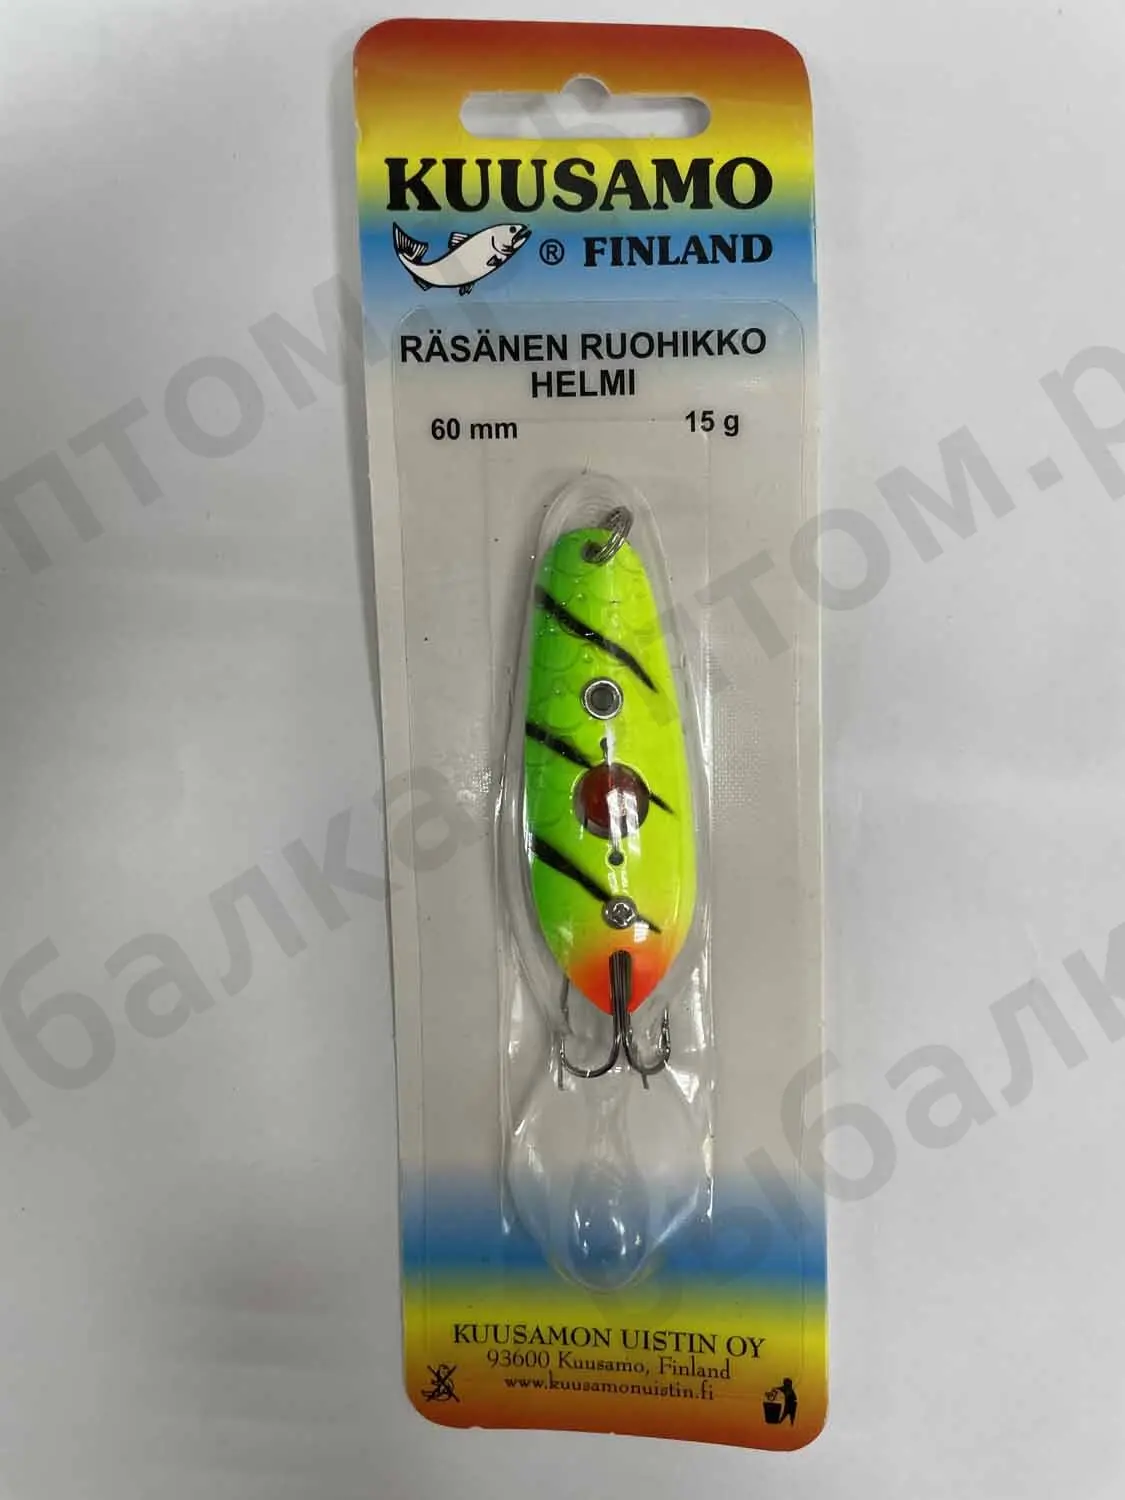 KUUSAMO
® FINLAND
RÄSÄNEN RUOHIKKO
HELMI
60 mm 15 g
KUUSAMON UISTIN OY
93600 Kuusamo, Finland
www.kuusamonuistin.fi